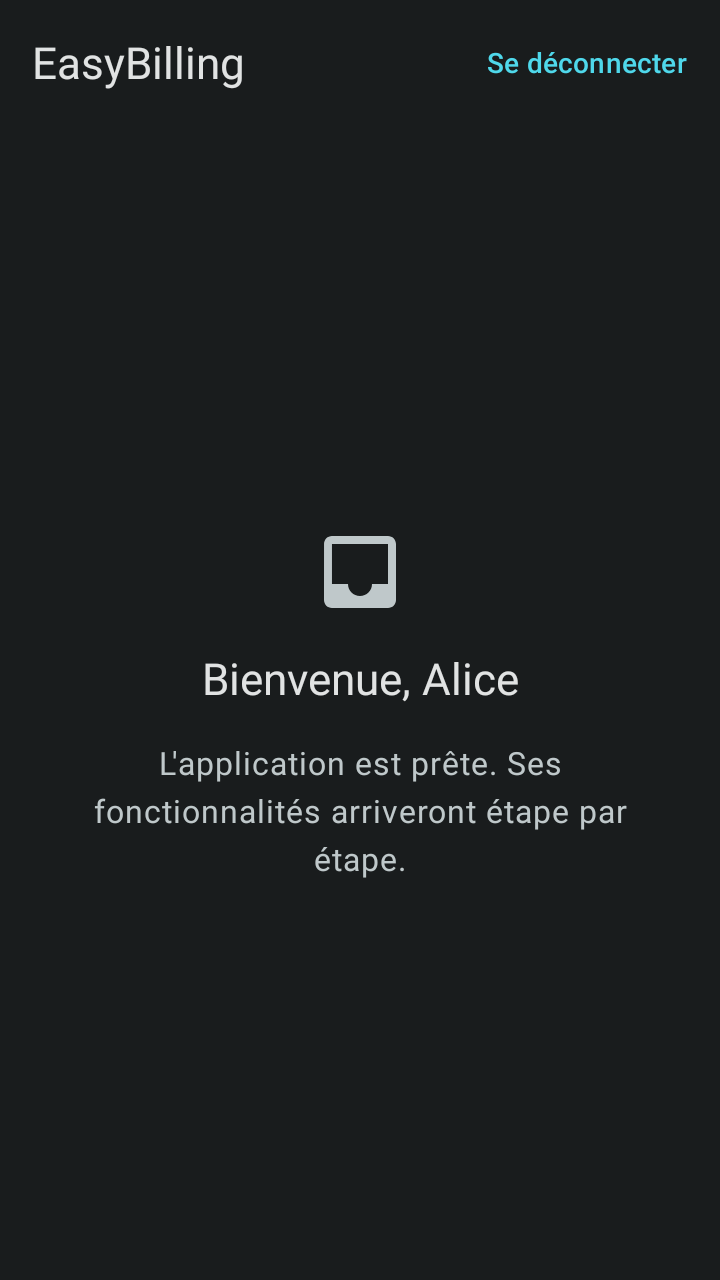 EasyBilling
Se déconnecter
Bienvenue, Alice
L'application est prête. Ses
fonctionnalités arriveront étape par
étape.